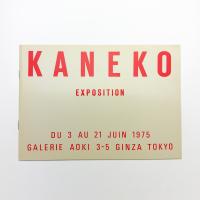 KANEKO
EXPOSITION
DU 3 AU 21 JUIN 1975
GALERIE AOKI 3-5 GINZA TOKYO